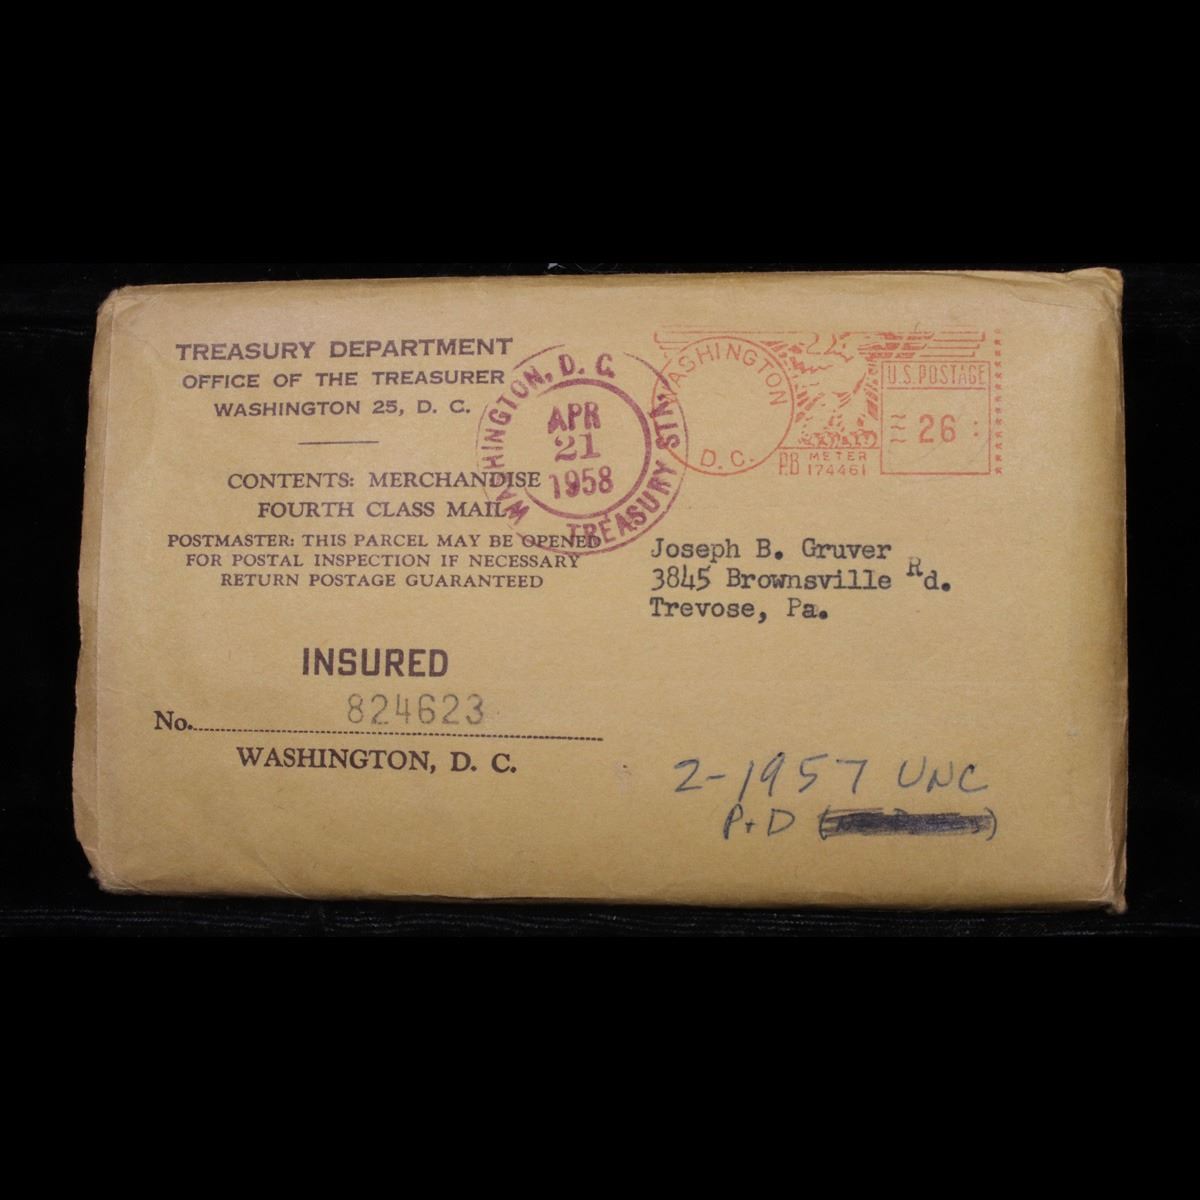 TREASURY DEPARTMENT
OFFICE OF THE TREASURER
WASHINGTON 25, D. C.
CONTENTS: MERCHANDISE
FOURTH CLASS MAIL
POSTMASTER: THIS PARCEL MAY BE OPENED
FOR POSTAL INSPECTION IF NECESSARY
RETURN POSTAGE GUARANTEED
INSURED
No. 824623
WASHINGTON, D. C.
WASHINGTON, D. C.
APR
21
1958
TREASURY STA.
WASHINGTON
D. C.
P.B METER
174461
U.S. POSTAGE
26
Joseph B. Gruver
3845 Brownsville Rd.
Trevose, Pa.
2-1957 UNC
P+D